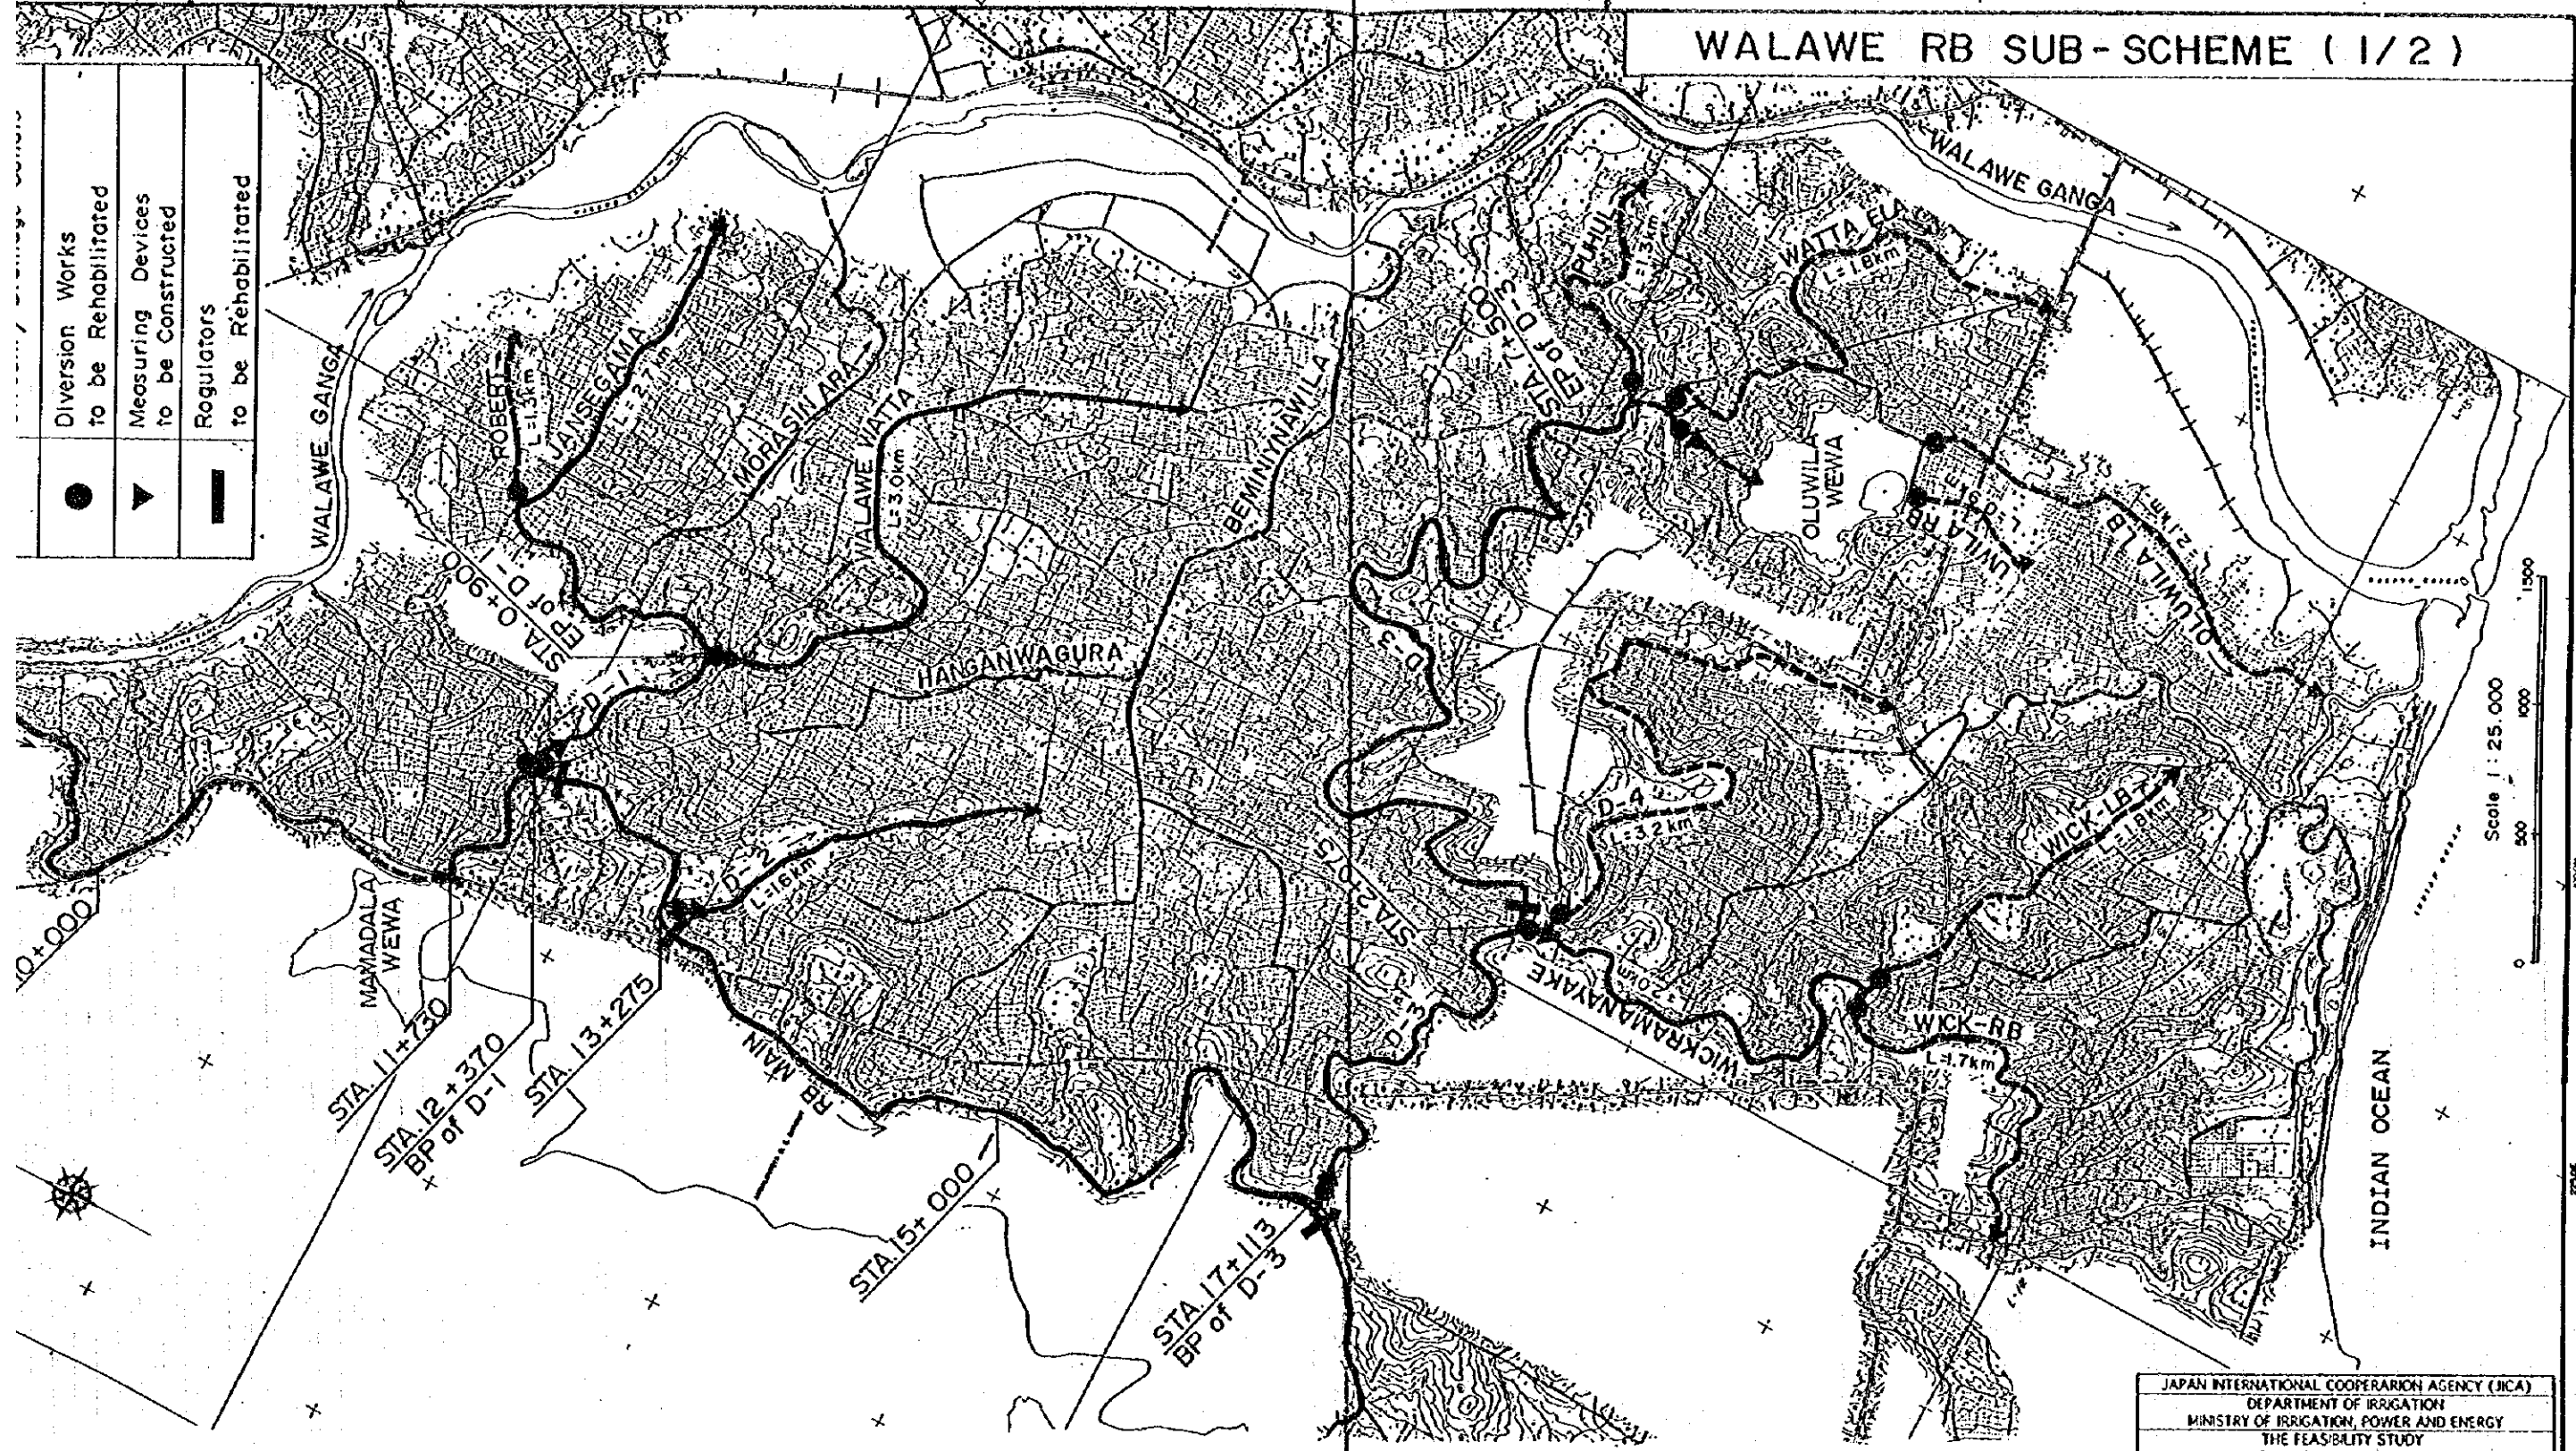 WALAWE RB SUB-SCHEME ( 1/2 )
Diversion Works
to be Rehabilitated
Measuring Devices
to be Constructed
Rogulators
to be Rehabilitated
WALAWE GANGA
WALAWE GANGA
ROBERT
L=1.3km
JANSEGAMA
L=2.7km
MORASIN ARA
WALAWE VATTA
L=3.0km
BEMINIYNAWILA
HANGANWAGURA
STA. 0+900
EP of D-1
D-1
D-2
L=1.6km
MAMADALA
WEWA
10+000
STA. 11+730
STA. 12+370
BP of D-1
STA. 13+275
RB MAIN
STA.15+000
STA. 17+113
BP of D-3
STA. 7+500
EP of D-3
PUHUL
L=1.3km
WATTA ELA
L=1.8km
OLUWILA
WEWA
UWILA RB
L=0.9km
OLUWILA LB
L=2.1km
D-3
STA.2+075
D-4
L=3.2km
D-3
WICKRAMANAYAKE
L=2.0km
WICK-LB
L=1.8km
WICK-RB
L=1.7km
INDIAN OCEAN
Scale 1:25.000
0 500 1000 1500
JAPAN INTERNATIONAL COOPERARION AGENCY (JICA)
DEPARTMENT OF IRRIGATION
MINISTRY OF IRRIGATION, POWER AND ENERGY
THE FEASIBILITY STUDY